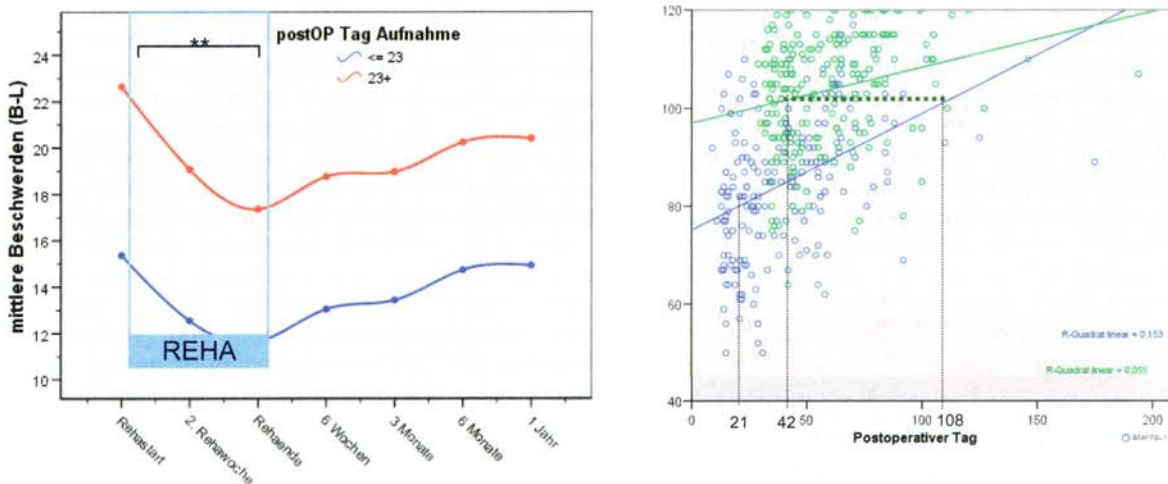 mittlere Beschwerden (B-L)
24
22
20
18
16
14
12
10
**
postOP Tag Aufnahme
<= 23
23+
REHA
Rehastart
2. Rehawoche
Rehaende
6 Wochen
3 Monate
6 Monate
1 Jahr
120
100
80
60
40
R-Quadrat linear = 0,153
R-Quadrat linear = 0,055
0
21
42
50
100
108
150
200
Postoperativer Tag